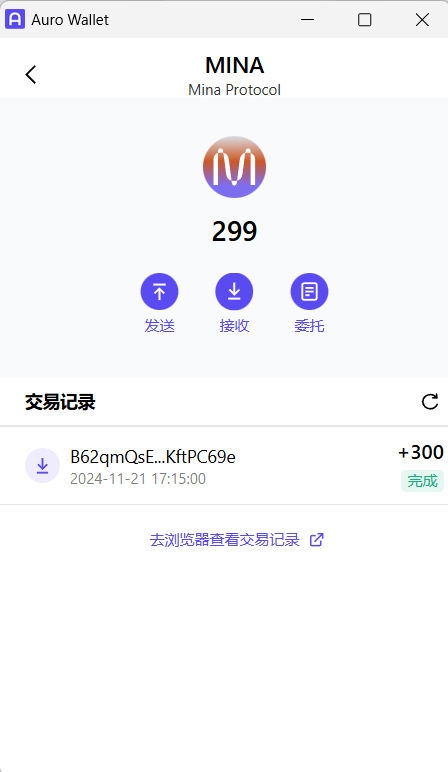 Auro Wallet
MINA
Mina Protocol
299
发送 接收 委托
交易记录
B62qmQsE...KftPC69e +300
2024-11-21 17:15:00 完成
去浏览器查看交易记录